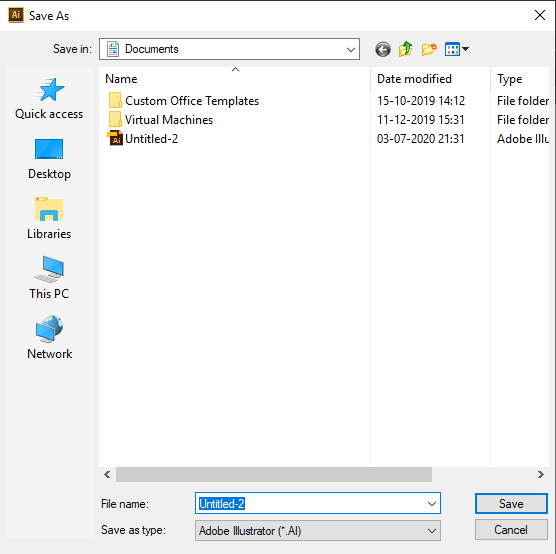 Ai Save As
Save in: Documents
Name Date modified Type
Quick access
Desktop
Libraries
This PC
Network
Custom Office Templates 15-10-2019 14:12 File folder
Virtual Machines 11-12-2019 15:31 File folder
Ai Untitled-2 03-07-2020 21:31 Adobe Illu
File name: Untitled-2 Save
Save as type: Adobe Illustrator (*.AI) Cancel